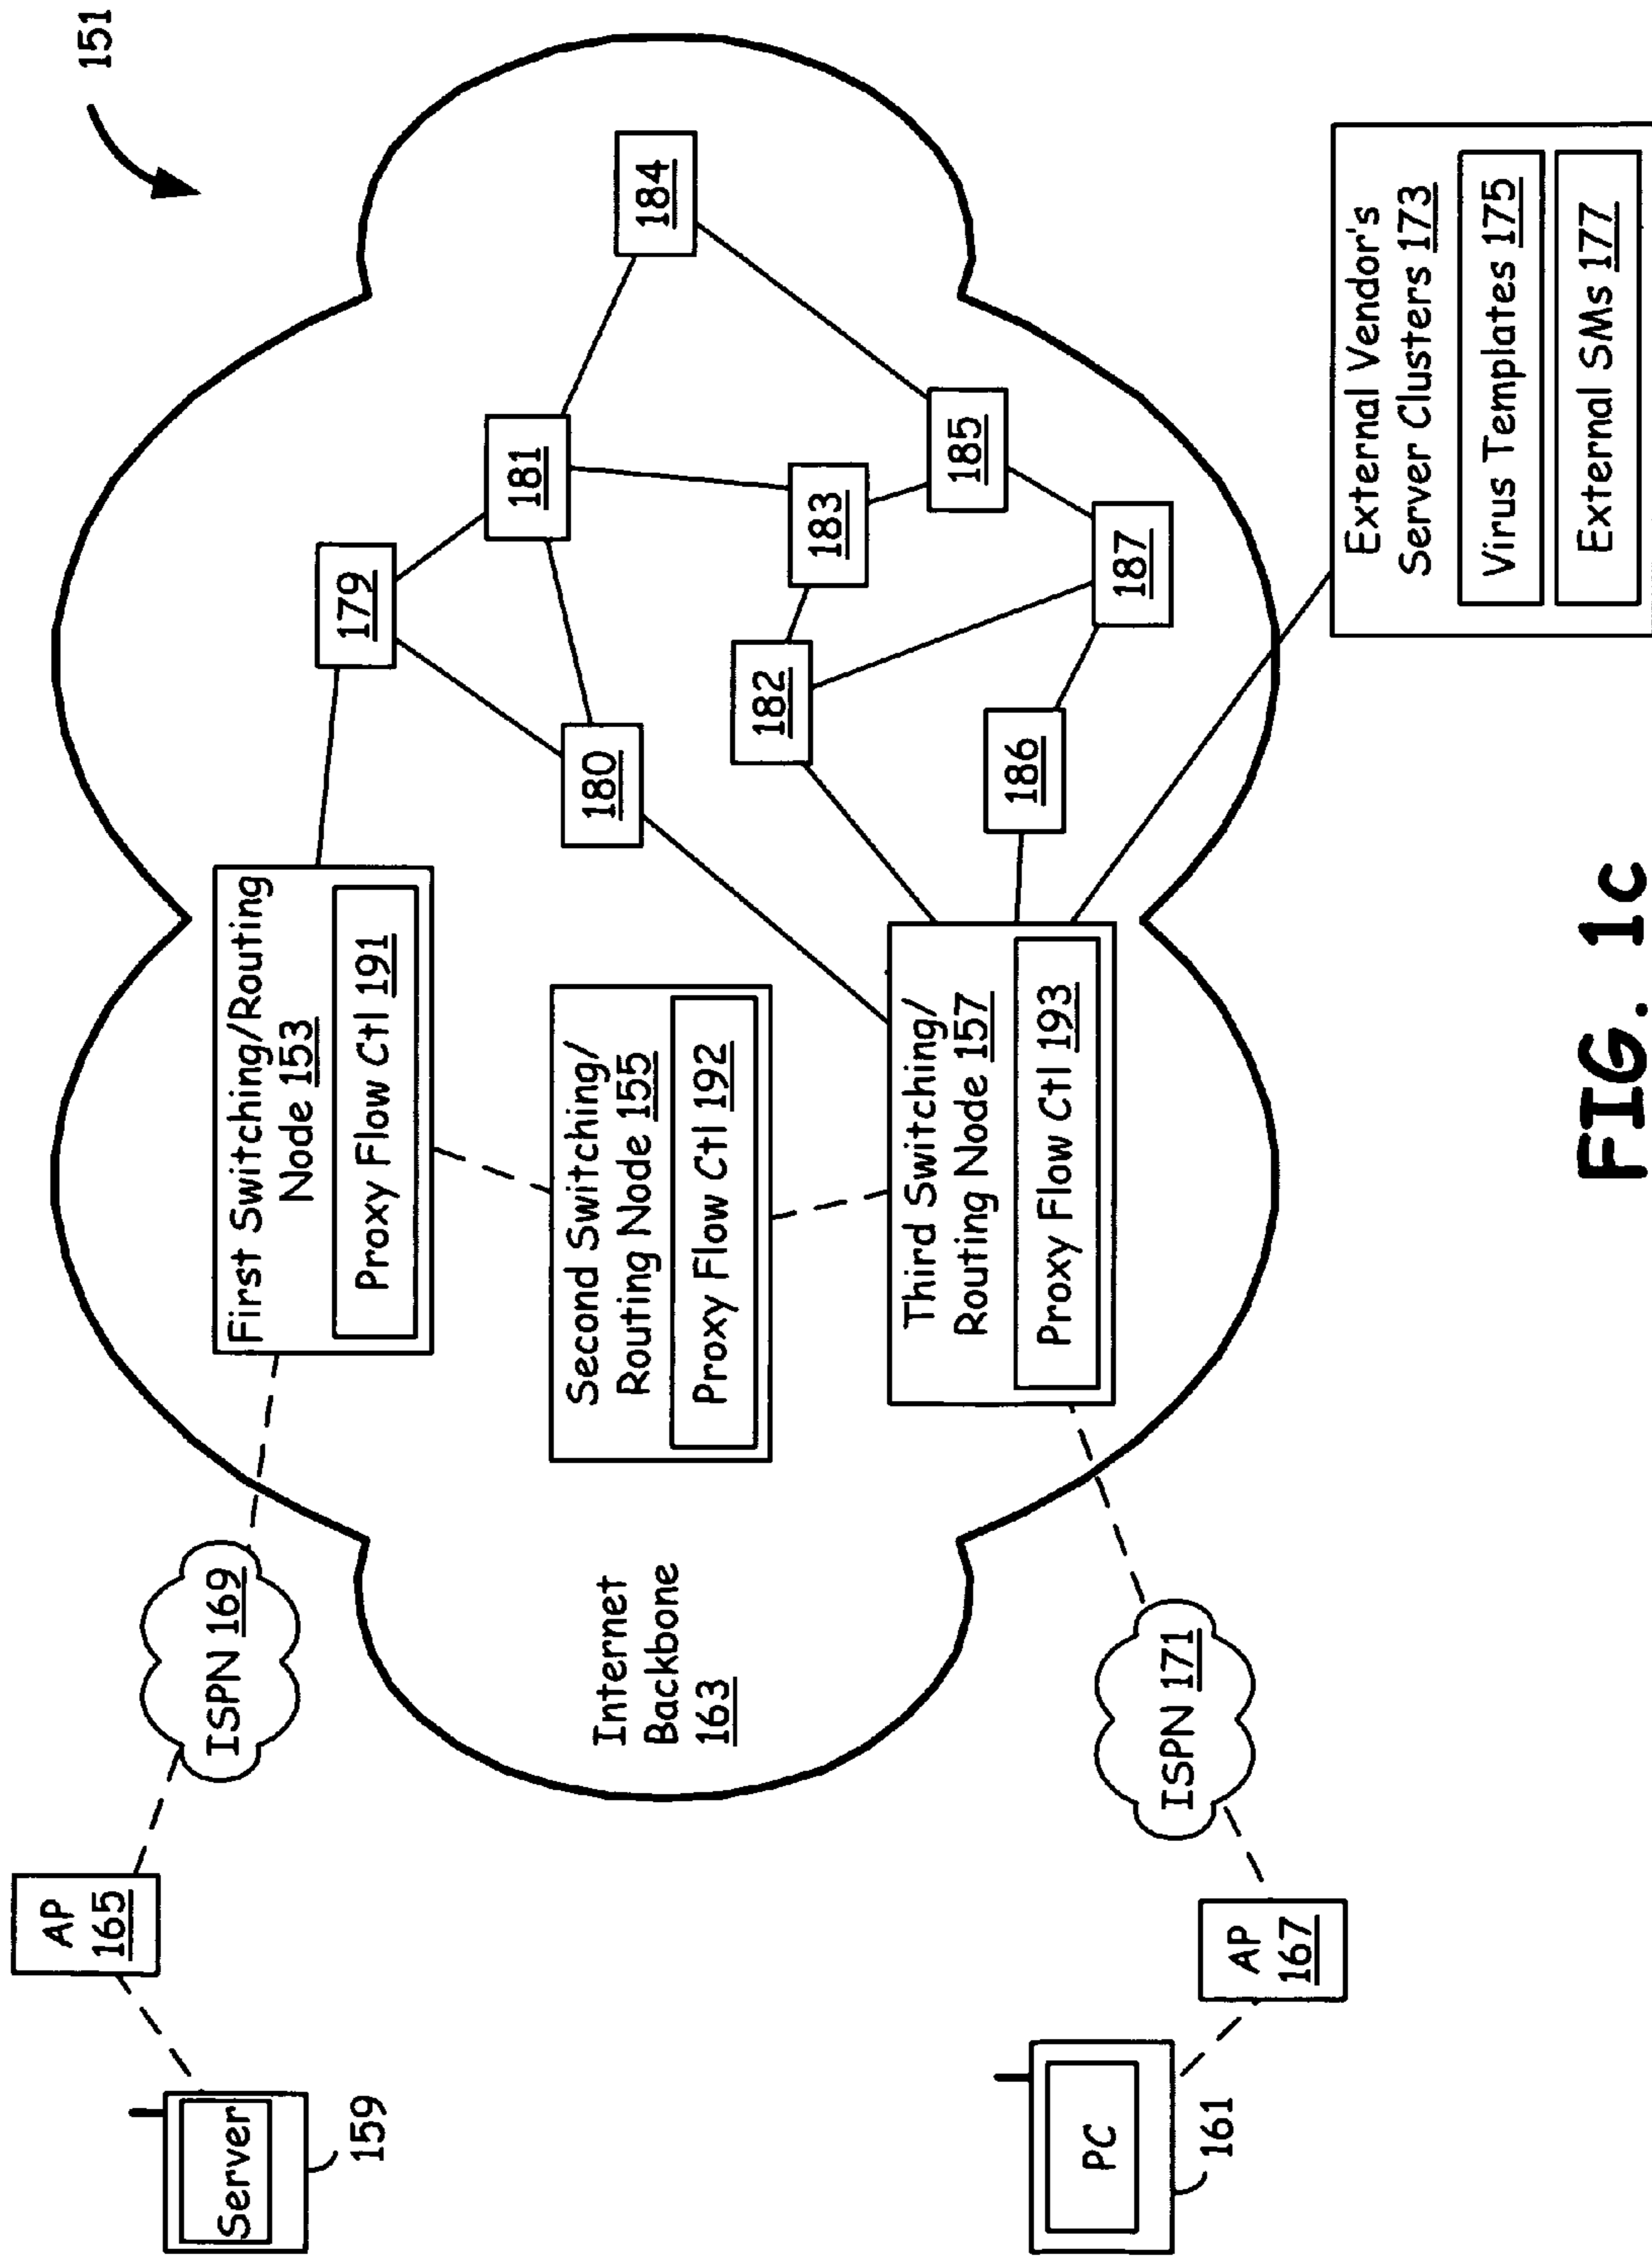 151
Server
159
AP
165
ISPN 169
First Switching/Routing
Node 153
Proxy Flow Ctl 191
179
181
184
180
Internet
Backbone
163
Second Switching/
Routing Node 155
Proxy Flow Ctl 192
182
183
185
186
187
Third Switching/
Routing Node 157
Proxy Flow Ctl 193
PC
161
AP
167
ISPN 171
External Vendor's
Server Clusters 173
Virus Templates 175
External SMs 177
FIG. 1c